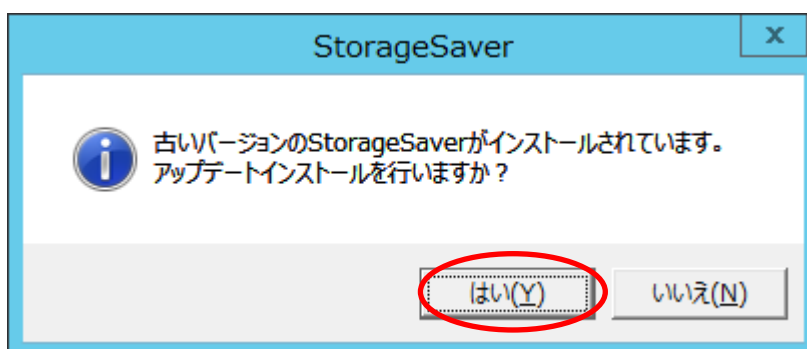 StorageSaver
x
古いバージョンのStorageSaverがインストールされています。
アップデートインストールを行いますか？
はい(Y)
いいえ(N)